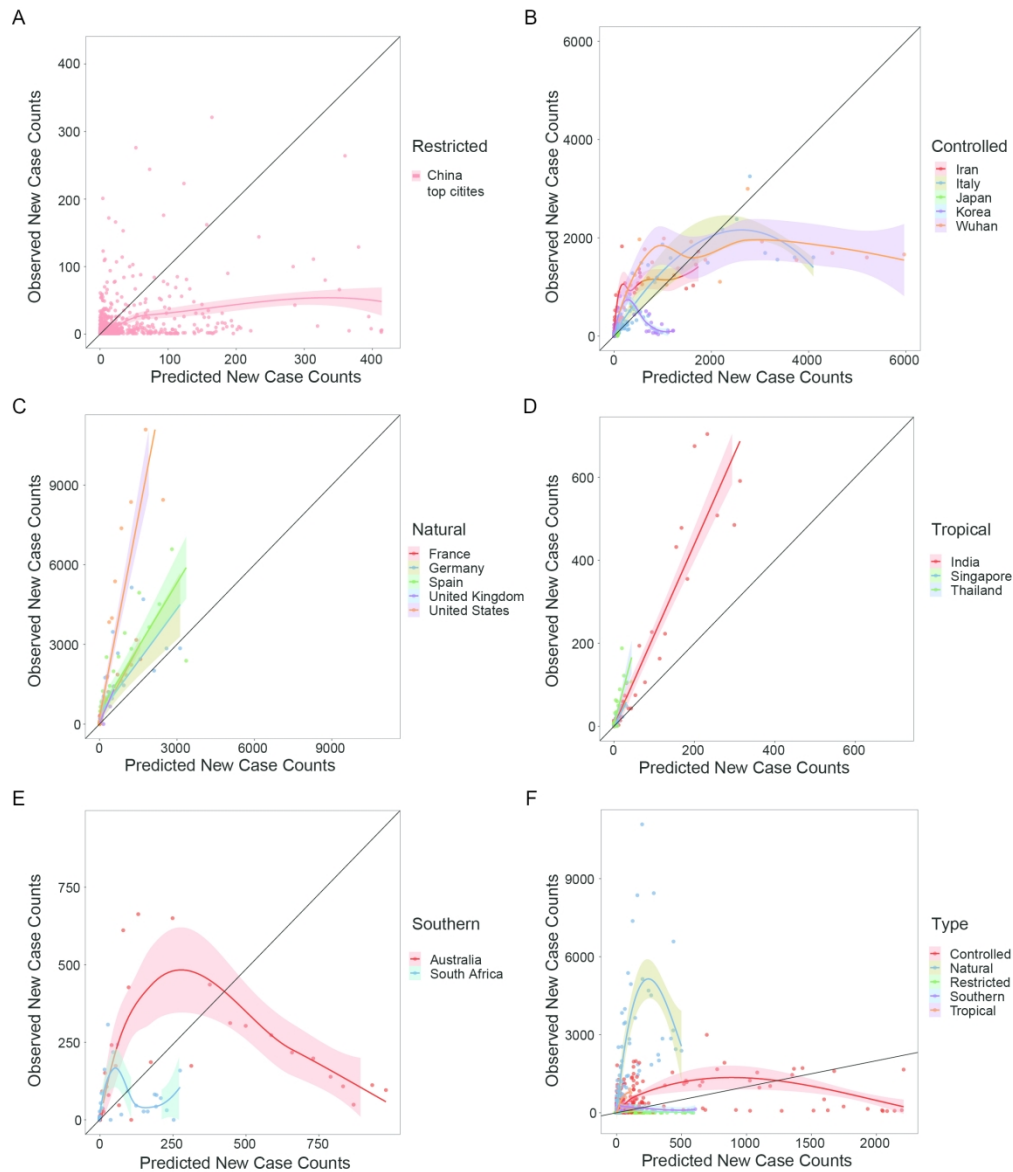 A
Observed New Case Counts
400
300
200
100
0
0 100 200 300 400
Predicted New Case Counts
Restricted
China
top citites
B
Observed New Case Counts
6000
4000
2000
0
0 2000 4000 6000
Predicted New Case Counts
Controlled
Iran
Italy
Japan
Korea
Wuhan
C
Observed New Case Counts
9000
6000
3000
0
0 3000 6000 9000
Predicted New Case Counts
Natural
France
Germany
Spain
United Kingdom
United States
D
Observed New Case Counts
600
400
200
0
0 200 400 600
Predicted New Case Counts
Tropical
India
Singapore
Thailand
E
Observed New Case Counts
750
500
250
0
0 250 500 750
Predicted New Case Counts
Southern
Australia
South Africa
F
Observed New Case Counts
9000
6000
3000
0
0 500 1000 1500 2000
Predicted New Case Counts
Type
Controlled
Natural
Restricted
Southern
Tropical